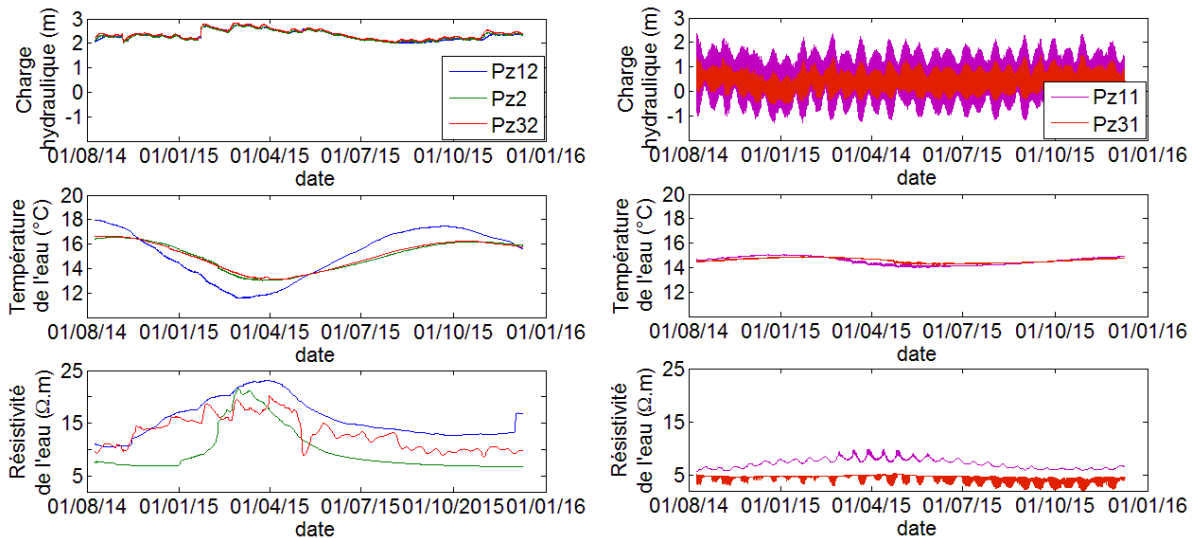 Charge
hydraulique (m)
3
2
1
0
-1
Pz12
Pz2
Pz32
01/08/14 01/01/15 01/04/15 01/07/15 01/10/15 01/01/16
date
Température
de l'eau (°C)
20
18
16
14
12
01/08/14 01/01/15 01/04/15 01/07/15 01/10/15 01/01/16
date
Résistivité
de l'eau (Ω.m)
25
15
5
01/08/14 01/01/15 01/04/15 01/07/15 01/10/2015 01/01/16
date
Charge
hydraulique (m)
3
2
1
0
-1
Pz11
Pz31
01/08/14 01/01/15 01/04/14 01/07/15 01/10/15 01/01/16
date
Température
de l'eau (°C)
20
18
16
14
12
01/08/14 01/01/15 01/04/15 01/07/15 01/10/15 01/01/16
date
Résistivité
de l'eau (Ω.m)
25
15
5
01/08/14 01/01/15 01/04/15 01/07/15 01/10/15 01/01/16
date